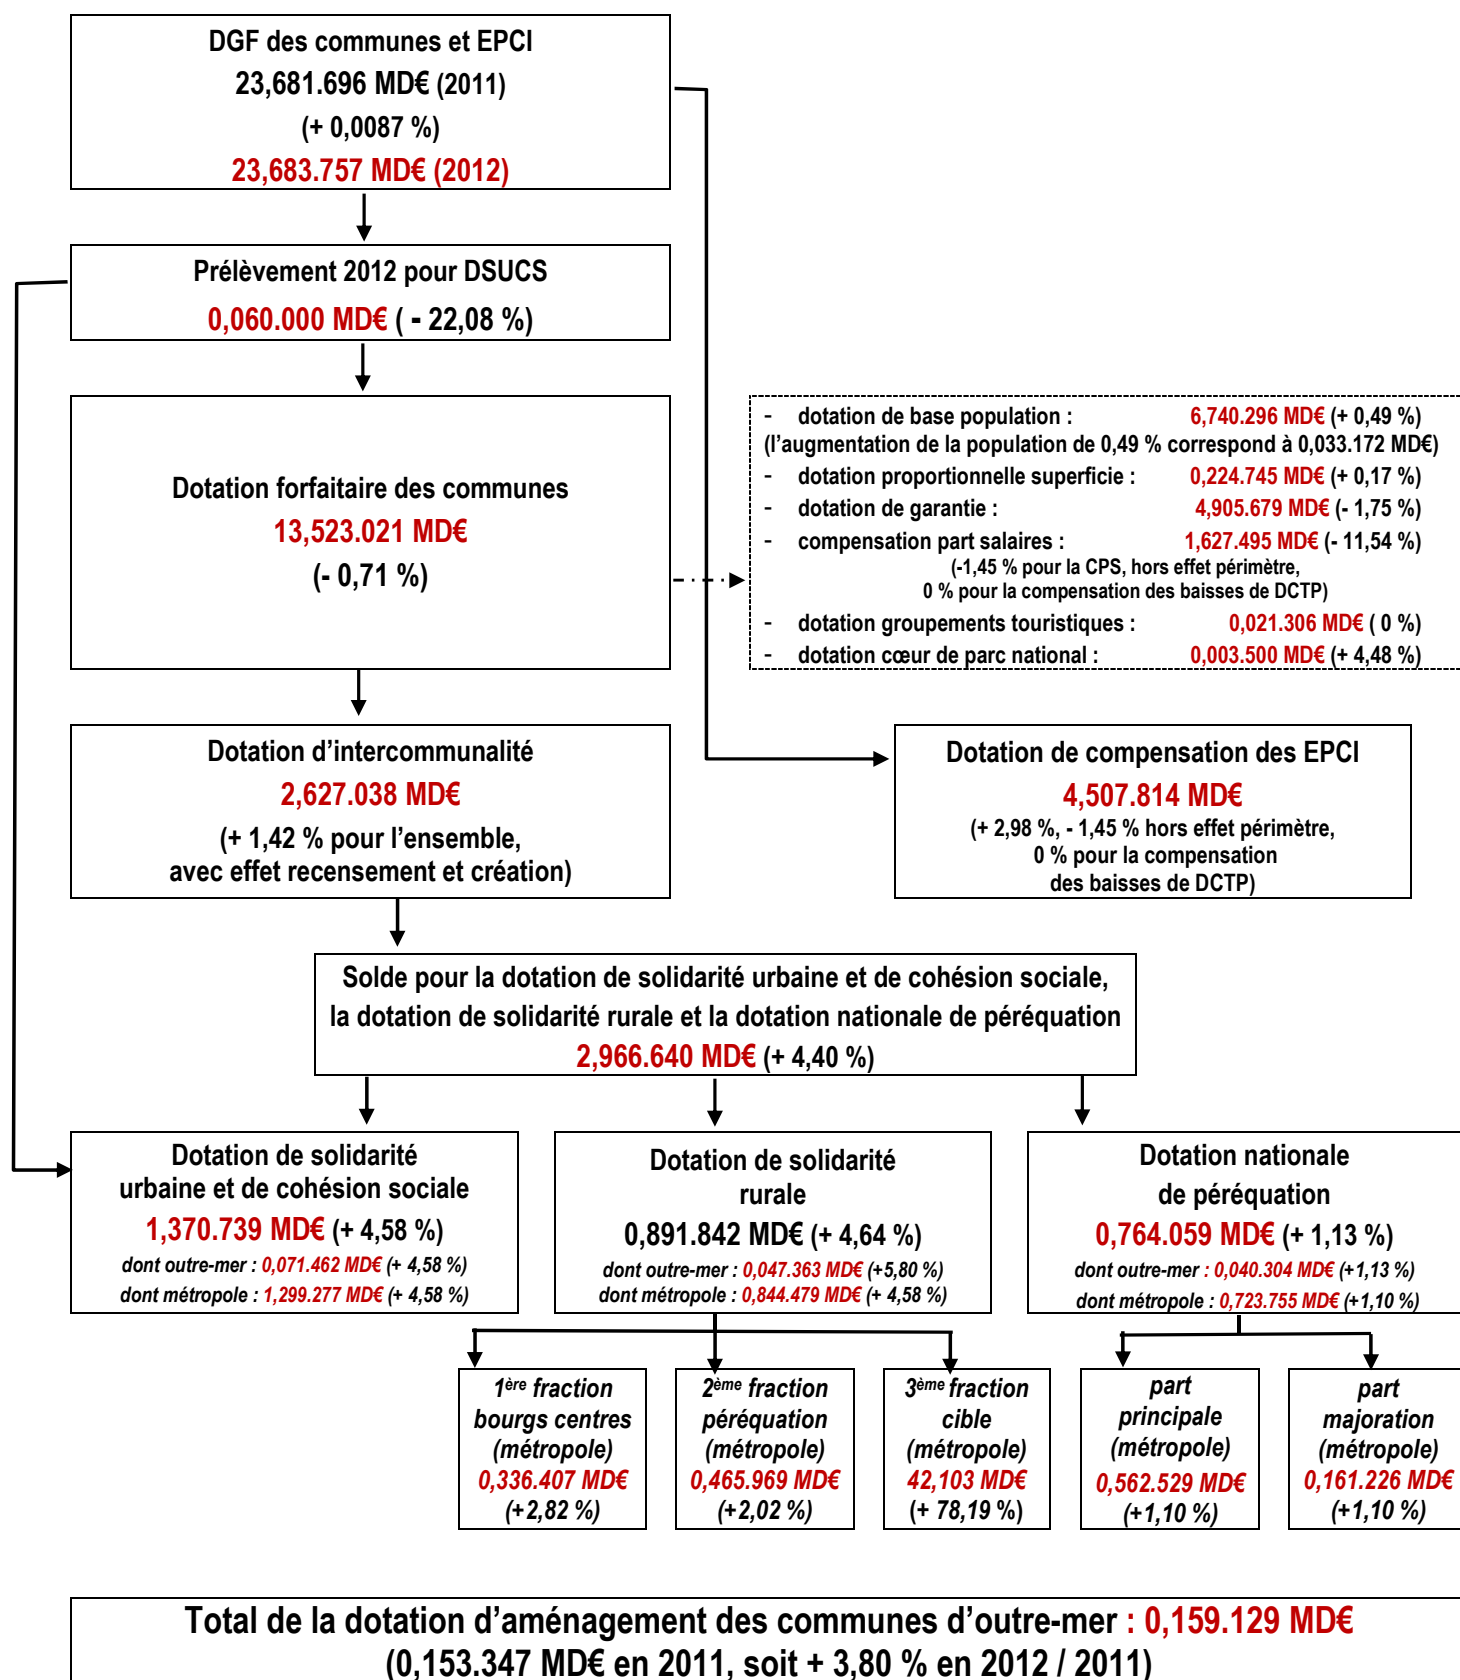 DGF des communes et EPCI
23,681.696 MD€ (2011)
(+ 0,0087 %)
23,683.757 MD€ (2012)
Prélèvement 2012 pour DSUCS
0,060.000 MD€ ( - 22,08 %)
Dotation forfaitaire des communes
13,523.021 MD€
(- 0,71 %)
- dotation de base population : 6,740.296 MD€ (+ 0,49 %)
(l’augmentation de la population de 0,49 % correspond à 0,033.172 MD€)
- dotation proportionnelle superficie : 0,224.745 MD€ (+ 0,17 %)
- dotation de garantie : 4,905.679 MD€ (- 1,75 %)
- compensation part salaires : 1,627.495 MD€ (- 11,54 %)
(-1,45 % pour la CPS, hors effet périmètre,
0 % pour la compensation des baisses de DCTP)
- dotation groupements touristiques : 0,021.306 MD€ ( 0 %)
- dotation cœur de parc national : 0,003.500 MD€ (+ 4,48 %)
Dotation d’intercommunalité
2,627.038 MD€
(+ 1,42 % pour l’ensemble,
avec effet recensement et création)
Dotation de compensation des EPCI
4,507.814 MD€
(+ 2,98 %, - 1,45 % hors effet périmètre,
0 % pour la compensation
des baisses de DCTP)
Solde pour la dotation de solidarité urbaine et de cohésion sociale,
la dotation de solidarité rurale et la dotation nationale de péréquation
2,966.640 MD€ (+ 4,40 %)
Dotation de solidarité
urbaine et de cohésion sociale
1,370.739 MD€ (+ 4,58 %)
dont outre-mer : 0,071.462 MD€ (+ 4,58 %)
dont métropole : 1,299.277 MD€ (+ 4,58 %)
Dotation de solidarité
rurale
0,891.842 MD€ (+ 4,64 %)
dont outre-mer : 0,047.363 MD€ (+5,80 %)
dont métropole : 0,844.479 MD€ (+ 4,58 %)
Dotation nationale
de péréquation
0,764.059 MD€ (+ 1,13 %)
dont outre-mer : 0,040.304 MD€ (+1,13 %)
dont métropole : 0,723.755 MD€ (+1,10 %)
1ère fraction
bourgs centres
(métropole)
0,336.407 MD€
(+2,82 %)
2ème fraction
péréquation
(métropole)
0,465.969 MD€
(+2,02 %)
3ème fraction
cible
(métropole)
42,103 MD€
(+ 78,19 %)
part
principale
(métropole)
0,562.529 MD€
(+1,10 %)
part
majoration
(métropole)
0,161.226 MD€
(+1,10 %)
Total de la dotation d’aménagement des communes d’outre-mer : 0,159.129 MD€
(0,153.347 MD€ en 2011, soit + 3,80 % en 2012 / 2011)